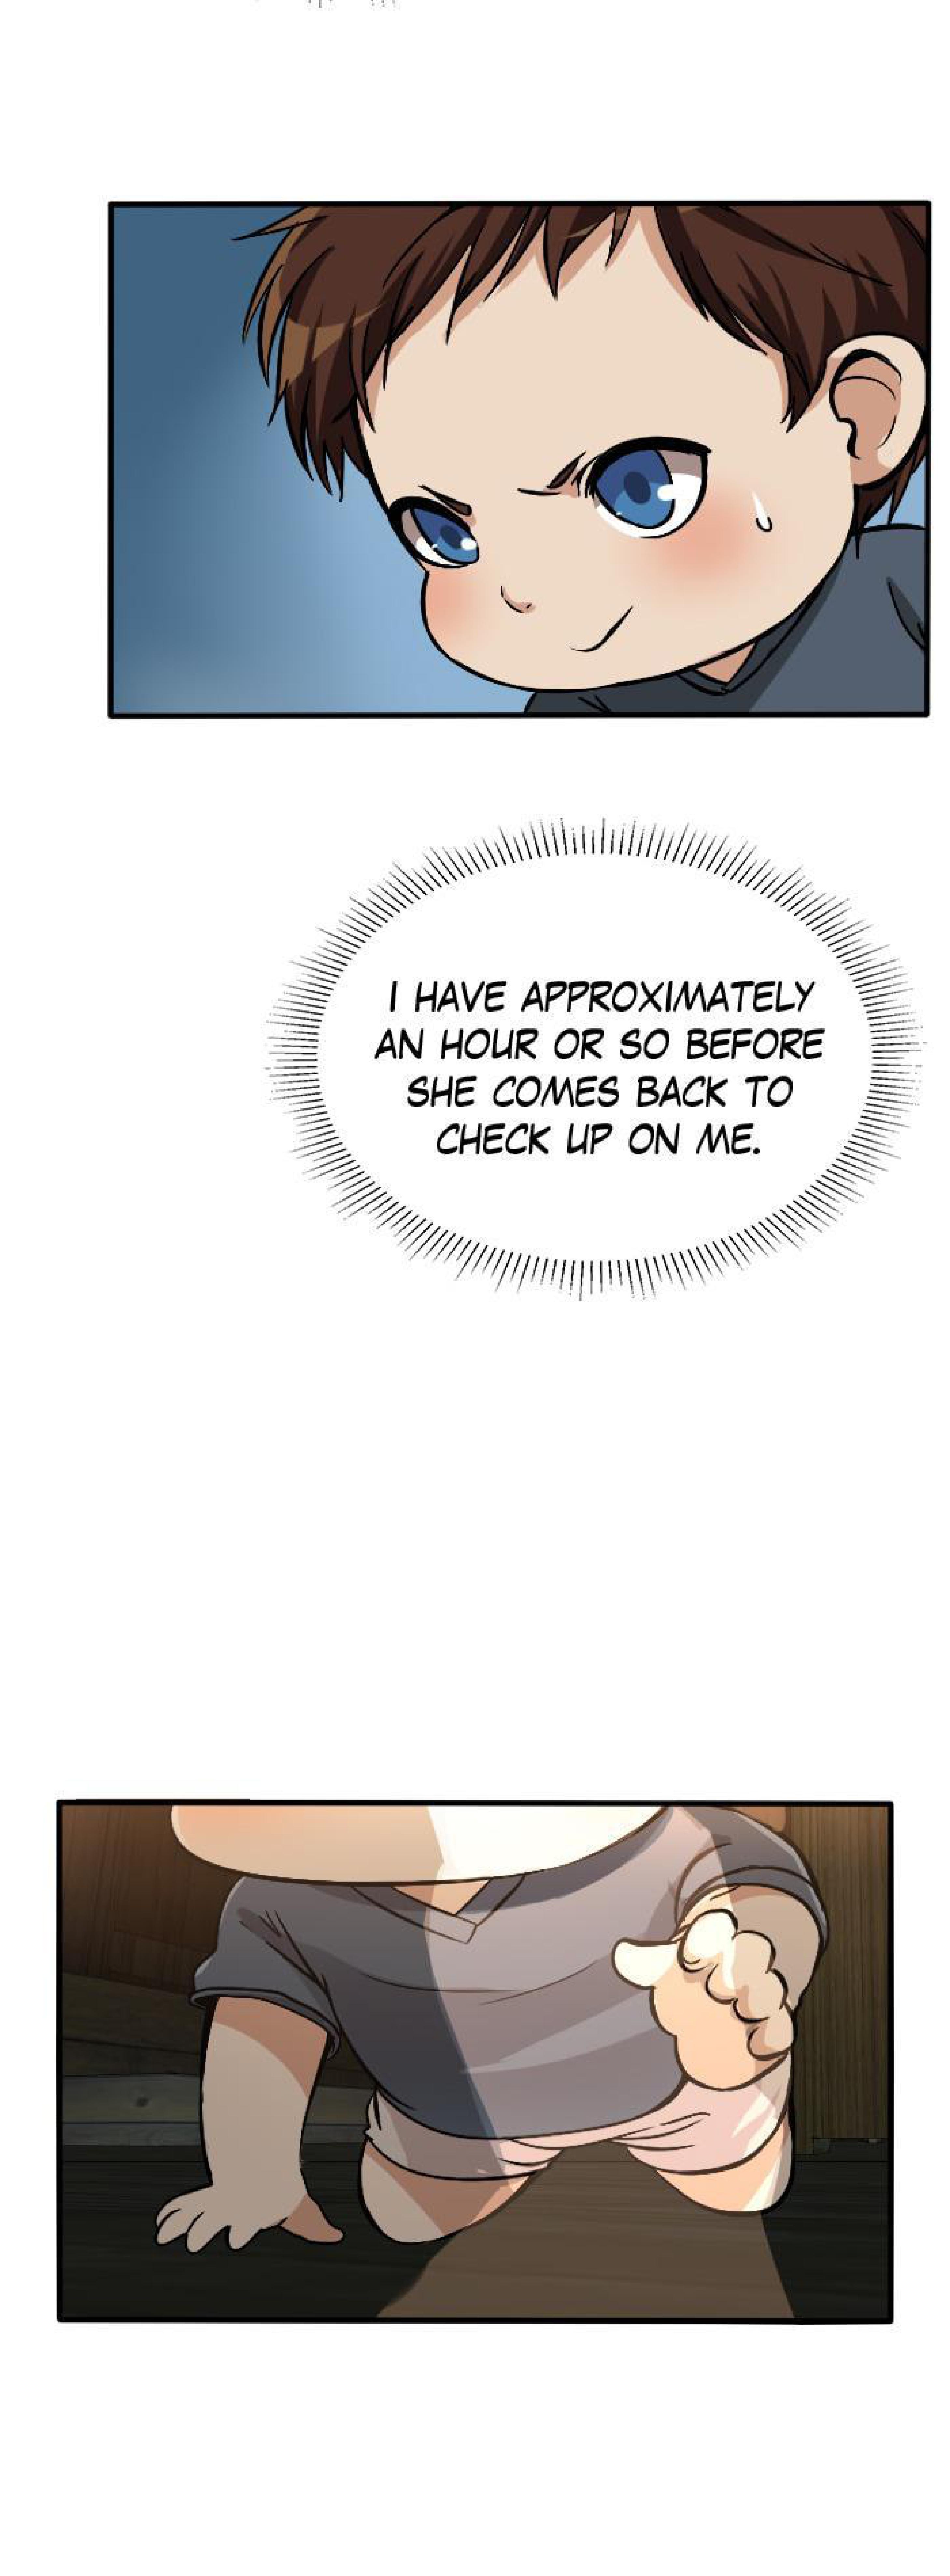 I HAVE APPROXIMATELY
AN HOUR OR SO BEFORE
SHE COMES BACK TO
CHECK UP ON ME.